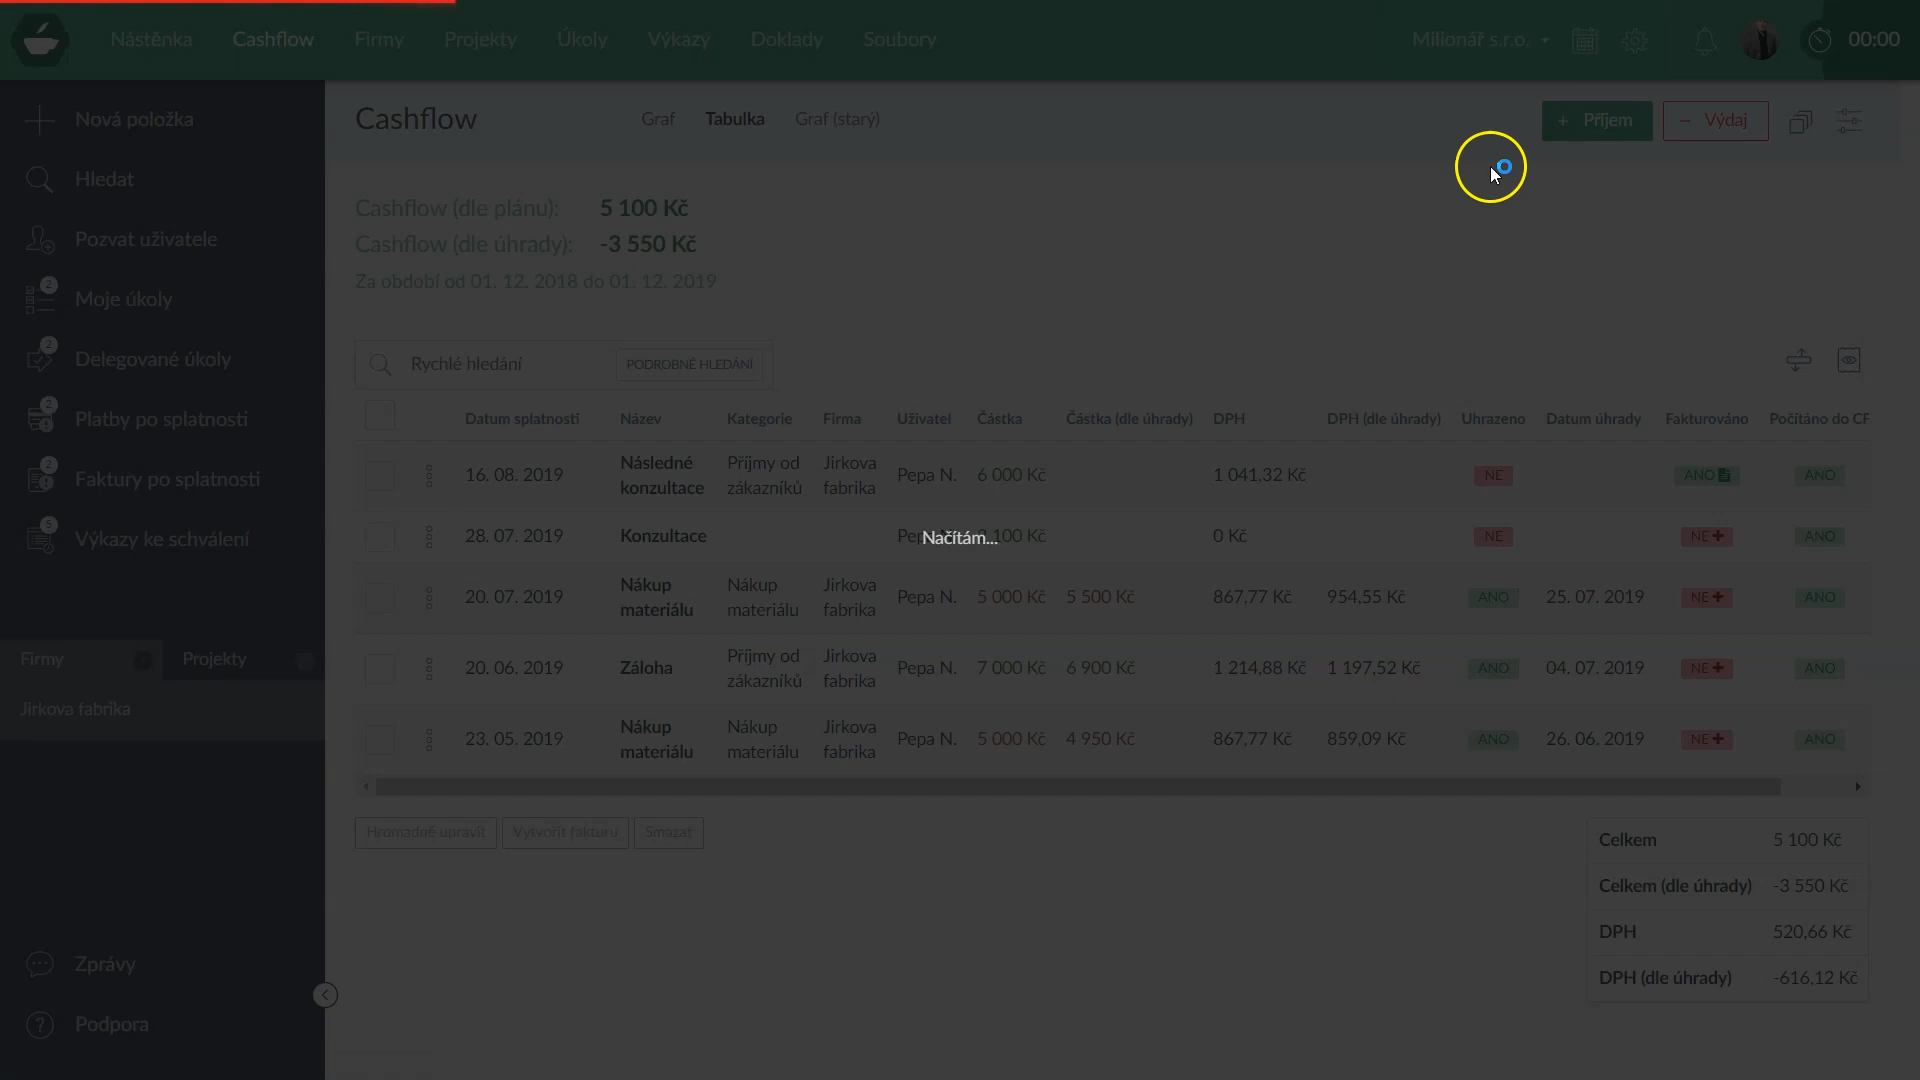 Nástěnka Cashflow Firmy Projekty Úkoly Výkazy Doklady Soubory Milionář s.r.o. 00:00
Nová položka
Hledat
Pozvat uživatele
2
Moje úkoly
2
Delegované úkoly
2
Platby po splatnosti
2
Faktury po splatnosti
5
Výkazy ke schválení
Firmy Projekty
Jirkova fabrika
Zprávy
Podpora
Cashflow Graf Tabulka Graf (starý) + Příjem − Výdaj
Cashflow (dle plánu): 5 100 Kč
Cashflow (dle úhrady): -3 550 Kč
Za období od 01. 12. 2018 do 01. 12. 2019
Rychlé hledání PODROBNÉ HLEDÁNÍ
Datum splatnosti Název Kategorie Firma Uživatel Částka Částka (dle úhrady) DPH DPH (dle úhrady) Uhrazeno Datum úhrady Fakturováno Počítáno do CF
16. 08. 2019 Následné konzultace Příjmy od zákazníků Jirkova fabrika Pepa N. 6 000 Kč 1 041,32 Kč NE ANO ANO
28. 07. 2019 Konzultace 100 Kč 0 Kč NE NE + ANO
Načítám...
20. 07. 2019 Nákup materiálu Nákup materiálu Jirkova fabrika Pepa N. 5 000 Kč 5 500 Kč 867,77 Kč 954,55 Kč ANO 25. 07. 2019 NE + ANO
20. 06. 2019 Záloha Příjmy od zákazníků Jirkova fabrika Pepa N. 7 000 Kč 6 900 Kč 1 214,88 Kč 1 197,52 Kč ANO 04. 07. 2019 NE + ANO
23. 05. 2019 Nákup materiálu Nákup materiálu Jirkova fabrika Pepa N. 5 000 Kč 4 950 Kč 867,77 Kč 859,09 Kč ANO 26. 06. 2019 NE + ANO
Hromadně upravit Vytvořit fakturu Smazat
Celkem 5 100 Kč
Celkem (dle úhrady) -3 550 Kč
DPH 520,66 Kč
DPH (dle úhrady) -616,12 Kč